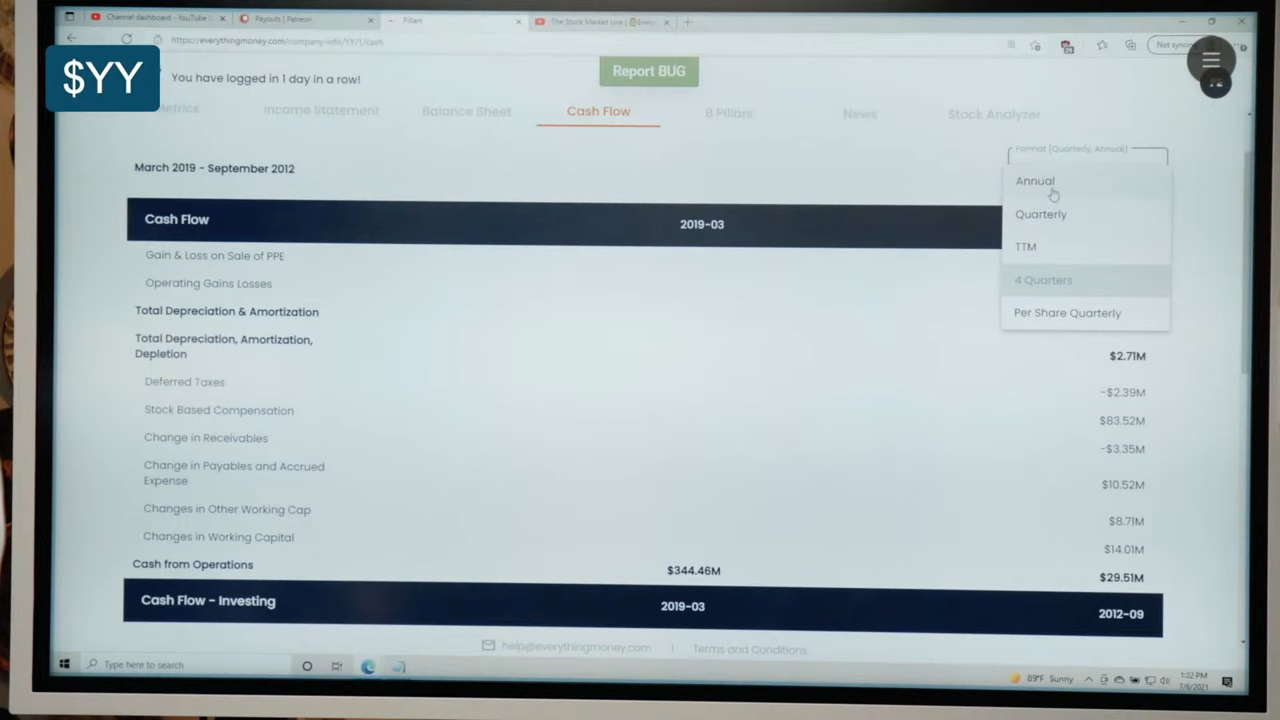 Channel dashboard - YouTube
Payouts | Patreon
Pillars
The Stock Market Live |
https://everythingmoney.com/company-info/YY/1/cash
Not syncing
$YY
You have logged in 1 day in a row!
Report BUG
Income Statement
Balance Sheet
Cash Flow
8 Pillars
News
Stock Analyzer
March 2019 - September 2012
Format (Quarterly, Annual)
Annual
Quarterly
TTM
4 Quarters
Per Share Quarterly
Cash Flow
2019-03
Gain & Loss on Sale of PPE
Operating Gains Losses
Total Depreciation & Amortization
Total Depreciation, Amortization,
Depletion
$2.71M
Deferred Taxes
-$2.39M
Stock Based Compensation
$83.52M
Change in Receivables
-$3.35M
Change in Payables and Accrued
Expense
$10.52M
Changes in Other Working Cap
$8.71M
Changes in Working Capital
$14.01M
Cash from Operations
$344.46M
$29.51M
Cash Flow - Investing
2019-03
2012-09
help@everythingmoney.com
|
Terms and Conditions
Type here to search
89°F Sunny
1:22 PM
7/6/2021